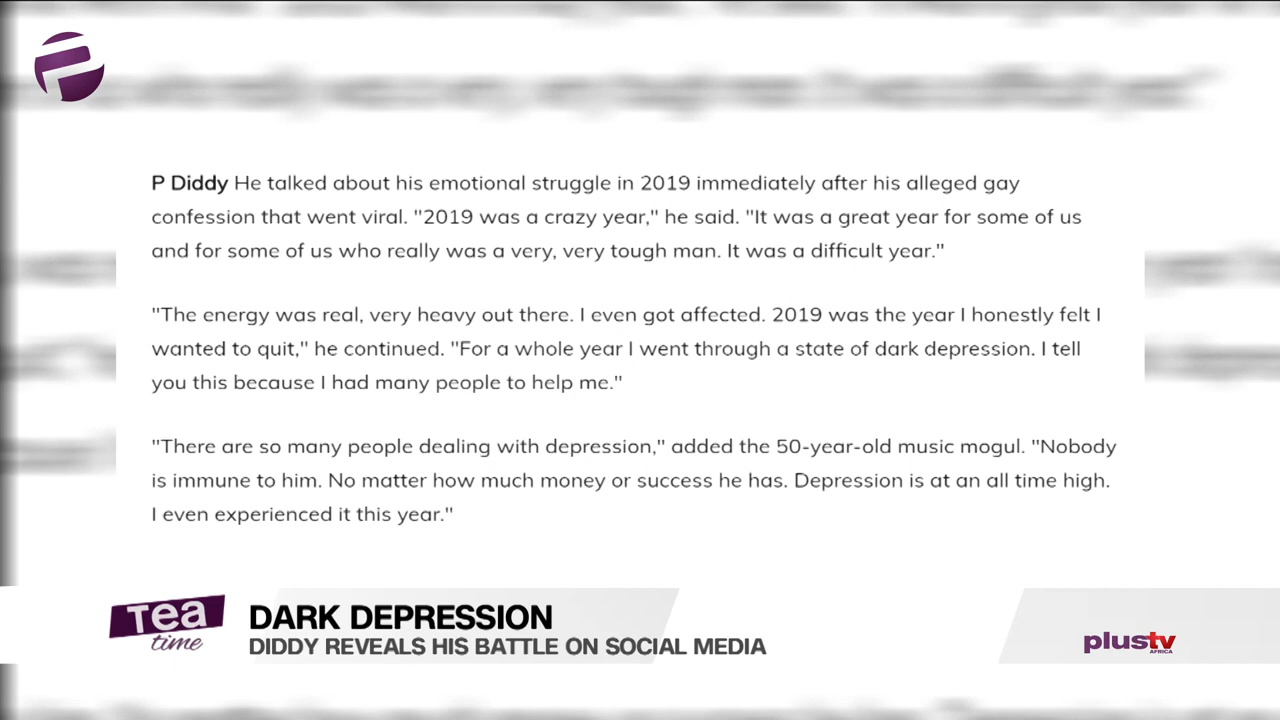 P Diddy He talked about his emotional struggle in 2019 immediately after his alleged gay
confession that went viral. "2019 was a crazy year," he said. "It was a great year for some of us
and for some of us who really was a very, very tough man. It was a difficult year."
"The energy was real, very heavy out there. I even got affected. 2019 was the year I honestly felt I
wanted to quit," he continued. "For a whole year I went through a state of dark depression. I tell
you this because I had many people to help me."
"There are so many people dealing with depression," added the 50-year-old music mogul. "Nobody
is immune to him. No matter how much money or success he has. Depression is at an all time high.
I even experienced it this year."
Tea
time
DARK DEPRESSION
DIDDY REVEALS HIS BATTLE ON SOCIAL MEDIA
plustv
AFRICA